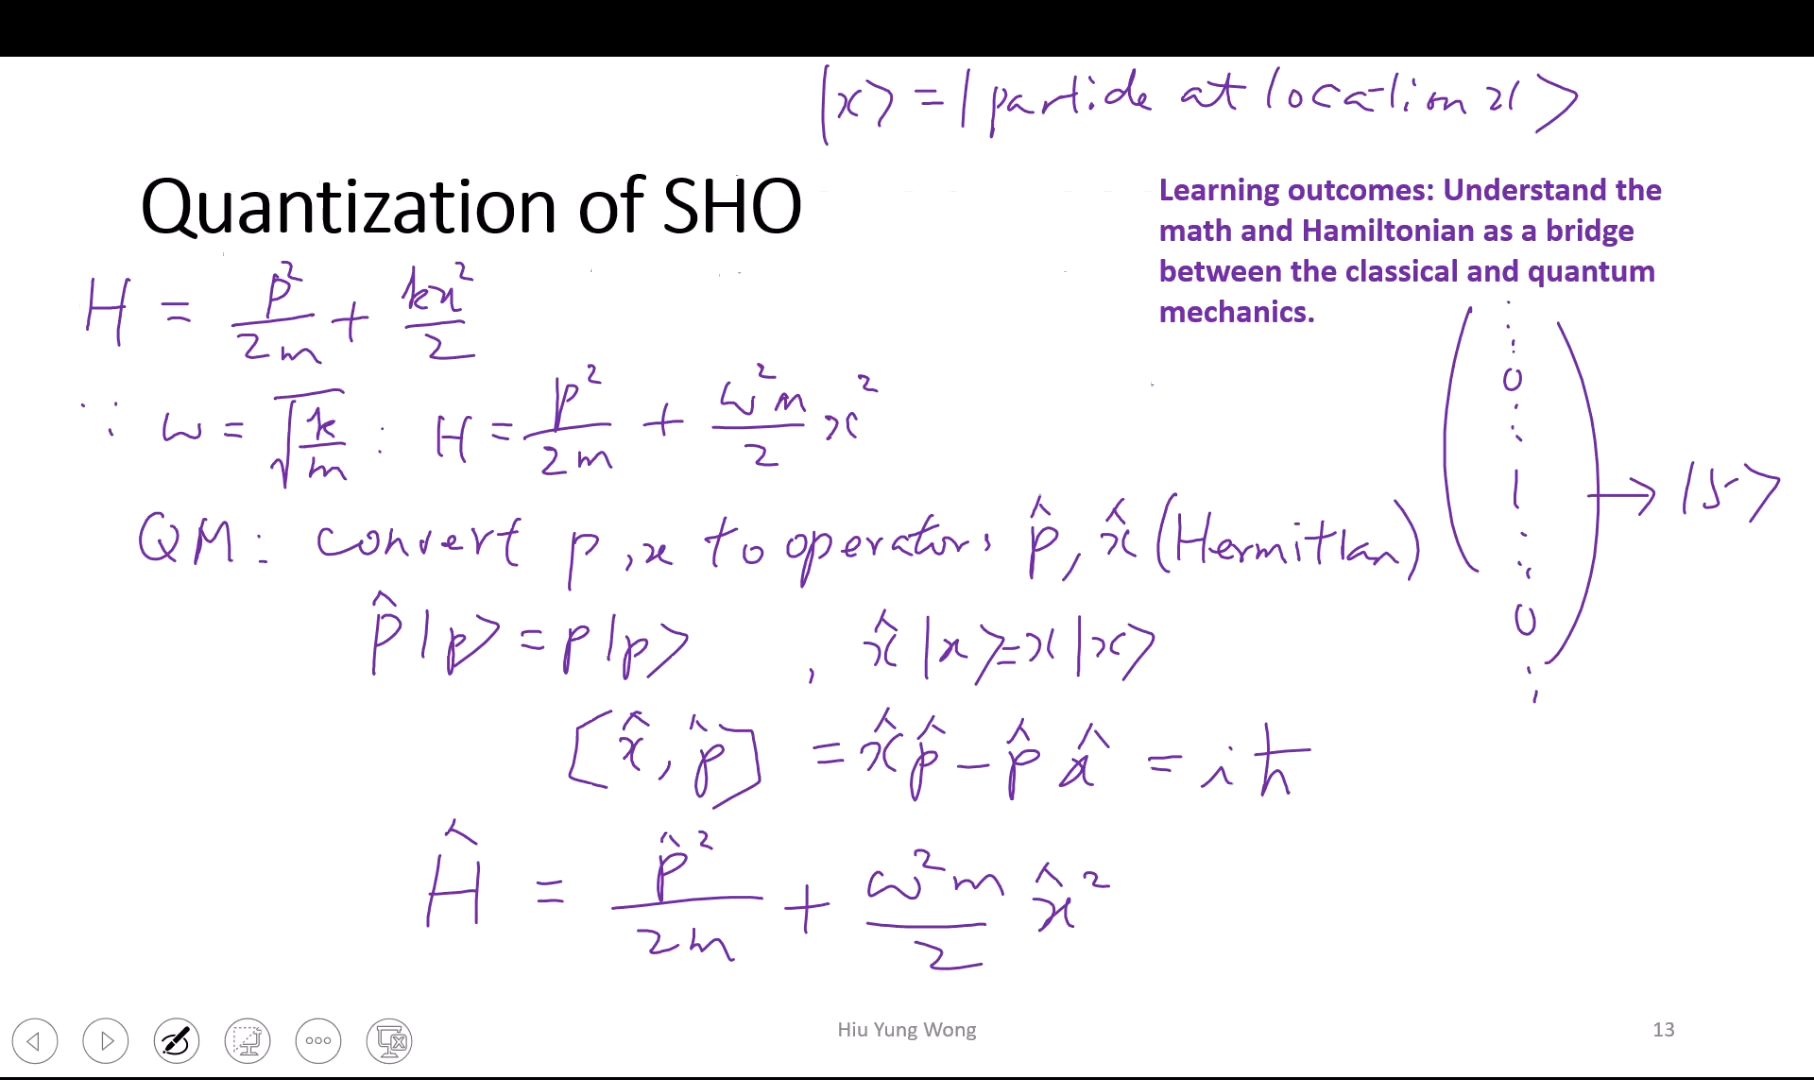 |x> = |particle at location x>
Quantization of SHO
Learning outcomes: Understand the
math and Hamiltonian as a bridge
between the classical and quantum
mechanics.
H = p²/2m + kx²/2
∵ ω = √(k/m) : H = p²/2m + ω²m/2 x²
QM: convert p, x to operators p̂, x̂ (Hermitian)
( ⋮ 0 ⋮ 1 ⋮ 0 ⋮ ) → |5>
p̂|p> = p|p> , x̂|x> = x|x>
[x̂, p̂] = x̂p̂ − p̂x̂ = iħ
Ĥ = p̂²/2m + ω²m/2 x̂²
Hiu Yung Wong
13